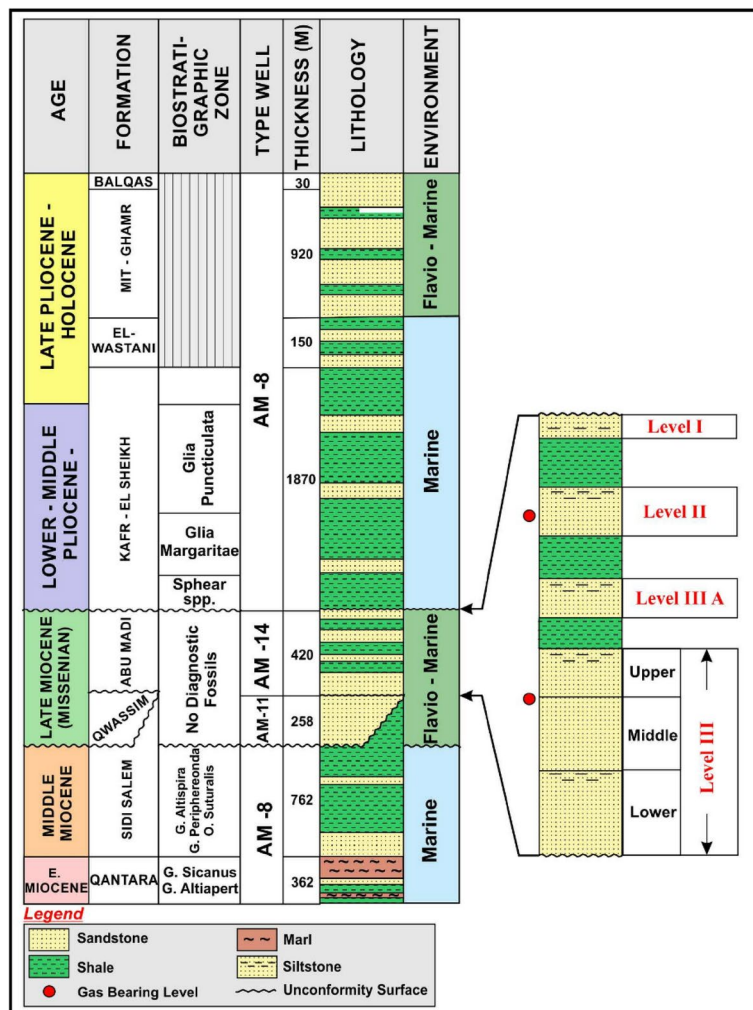 AGE
FORMATION
BIOSTRATI-
GRAPHIC
ZONE
TYPE WELL
THICKNESS (M)
LITHOLOGY
ENVIRONMENT
LATE PLIOCENE -
HOLOCENE
LOWER - MIDDLE
PLIOCENE -
LATE MIOCENE
(MISSENIAN)
MIDDLE
MIOCENE
E.
MIOCENE
BALQAS
MIT - GHAMR
EL-
WASTANI
KAFR - EL SHEIKH
ABU MADI
QWASSIM
SIDI SALEM
QANTARA
Glia
Puncticulata
Glia
Margaritae
Sphear
spp.
No Diagnostic
Fossils
G. Altispira
G. Periphereonda
O. Suturalis
G. Sicanus
G. Altiapert
AM -8
AM -14
AM-11
AM -8
30
920
150
1870
420
258
762
362
Flavio - Marine
Marine
Flavio - Marine
Marine
Level I
Level II
Level III A
Upper
Middle
Lower
Level III
Legend
Sandstone
Marl
Shale
Siltstone
Gas Bearing Level
Unconformity Surface